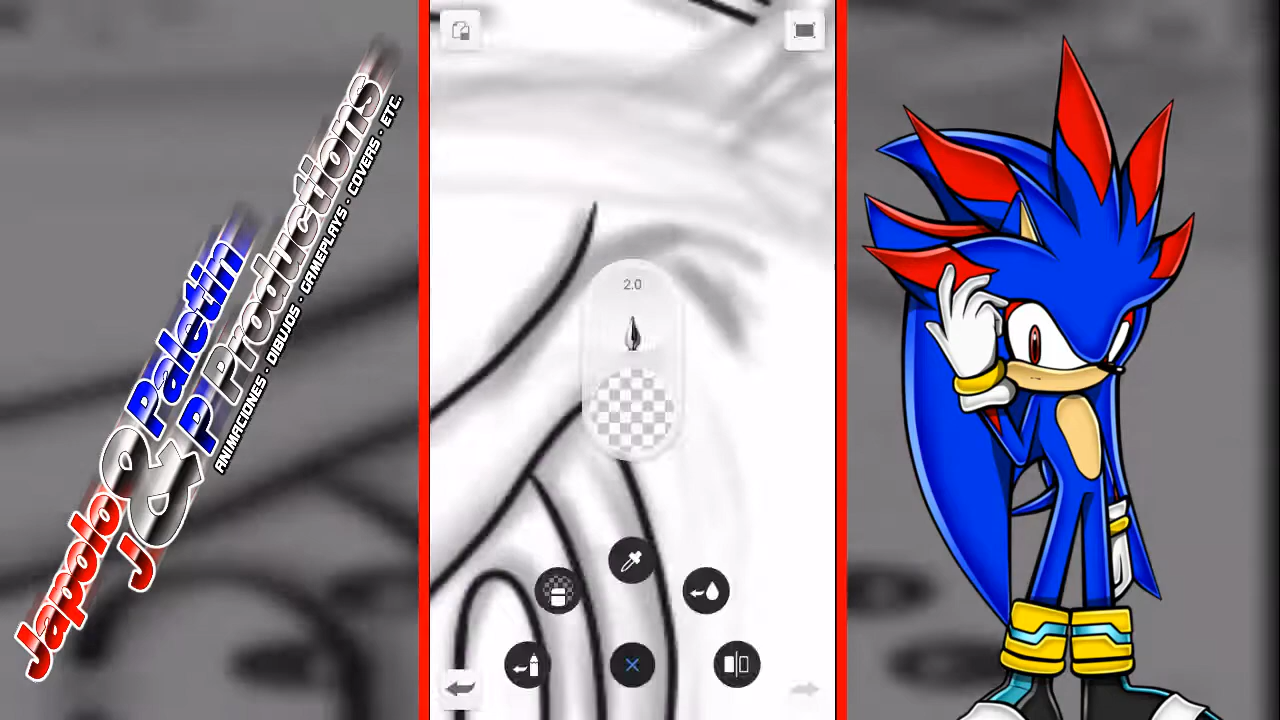 Japolo & Paletin
J & P Productions
ANIMACIONES · DIBUJOS · GAMEPLAYS · COVERS · ETC.
2.0